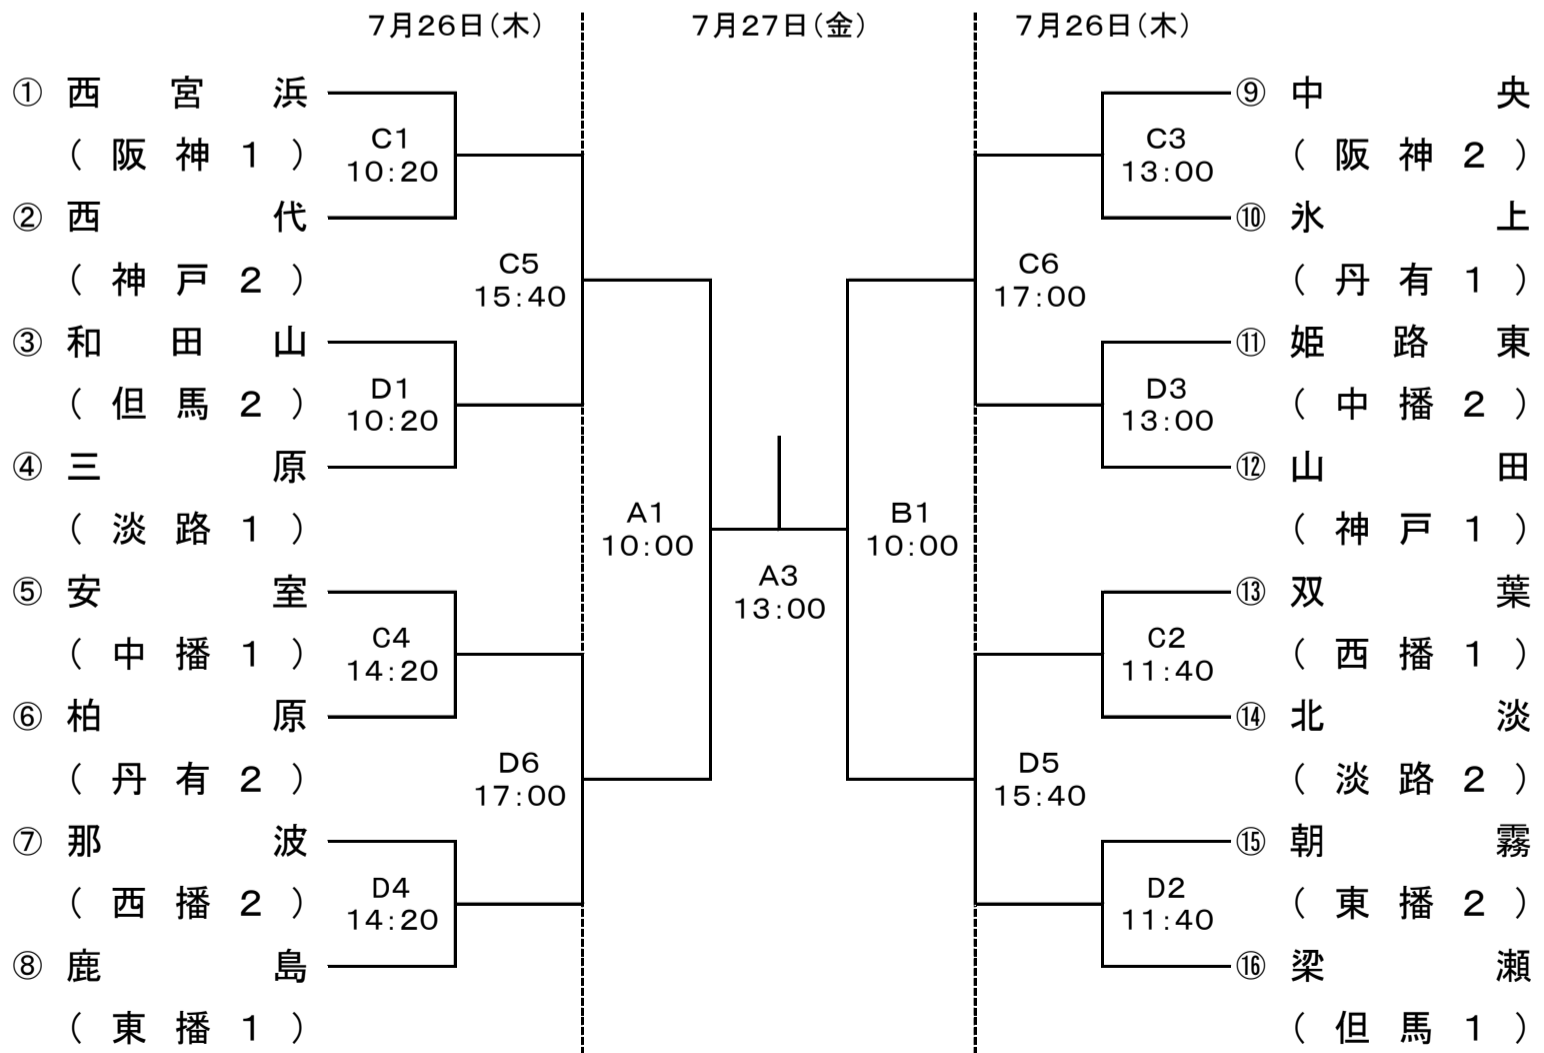 7月26日(木) 7月27日(金) 7月26日(木)
① 西宮浜
(阪神1)
② 西代
(神戸2)
③ 和田山
(但馬2)
④ 三原
(淡路1)
⑤ 安室
(中播1)
⑥ 柏原
(丹有2)
⑦ 那波
(西播2)
⑧ 鹿島
(東播1)
C1
10:20
D1
10:20
C4
14:20
D4
14:20
C5
15:40
D6
17:00
A1
10:00
A3
13:00
B1
10:00
C6
17:00
D5
15:40
C3
13:00
D3
13:00
C2
11:40
D2
11:40
⑨ 中央
(阪神2)
⑩ 氷上
(丹有1)
⑪ 姫路東
(中播2)
⑫ 山田
(神戸1)
⑬ 双葉
(西播1)
⑭ 北淡
(淡路2)
⑮ 朝霧
(東播2)
⑯ 梁瀬
(但馬1)